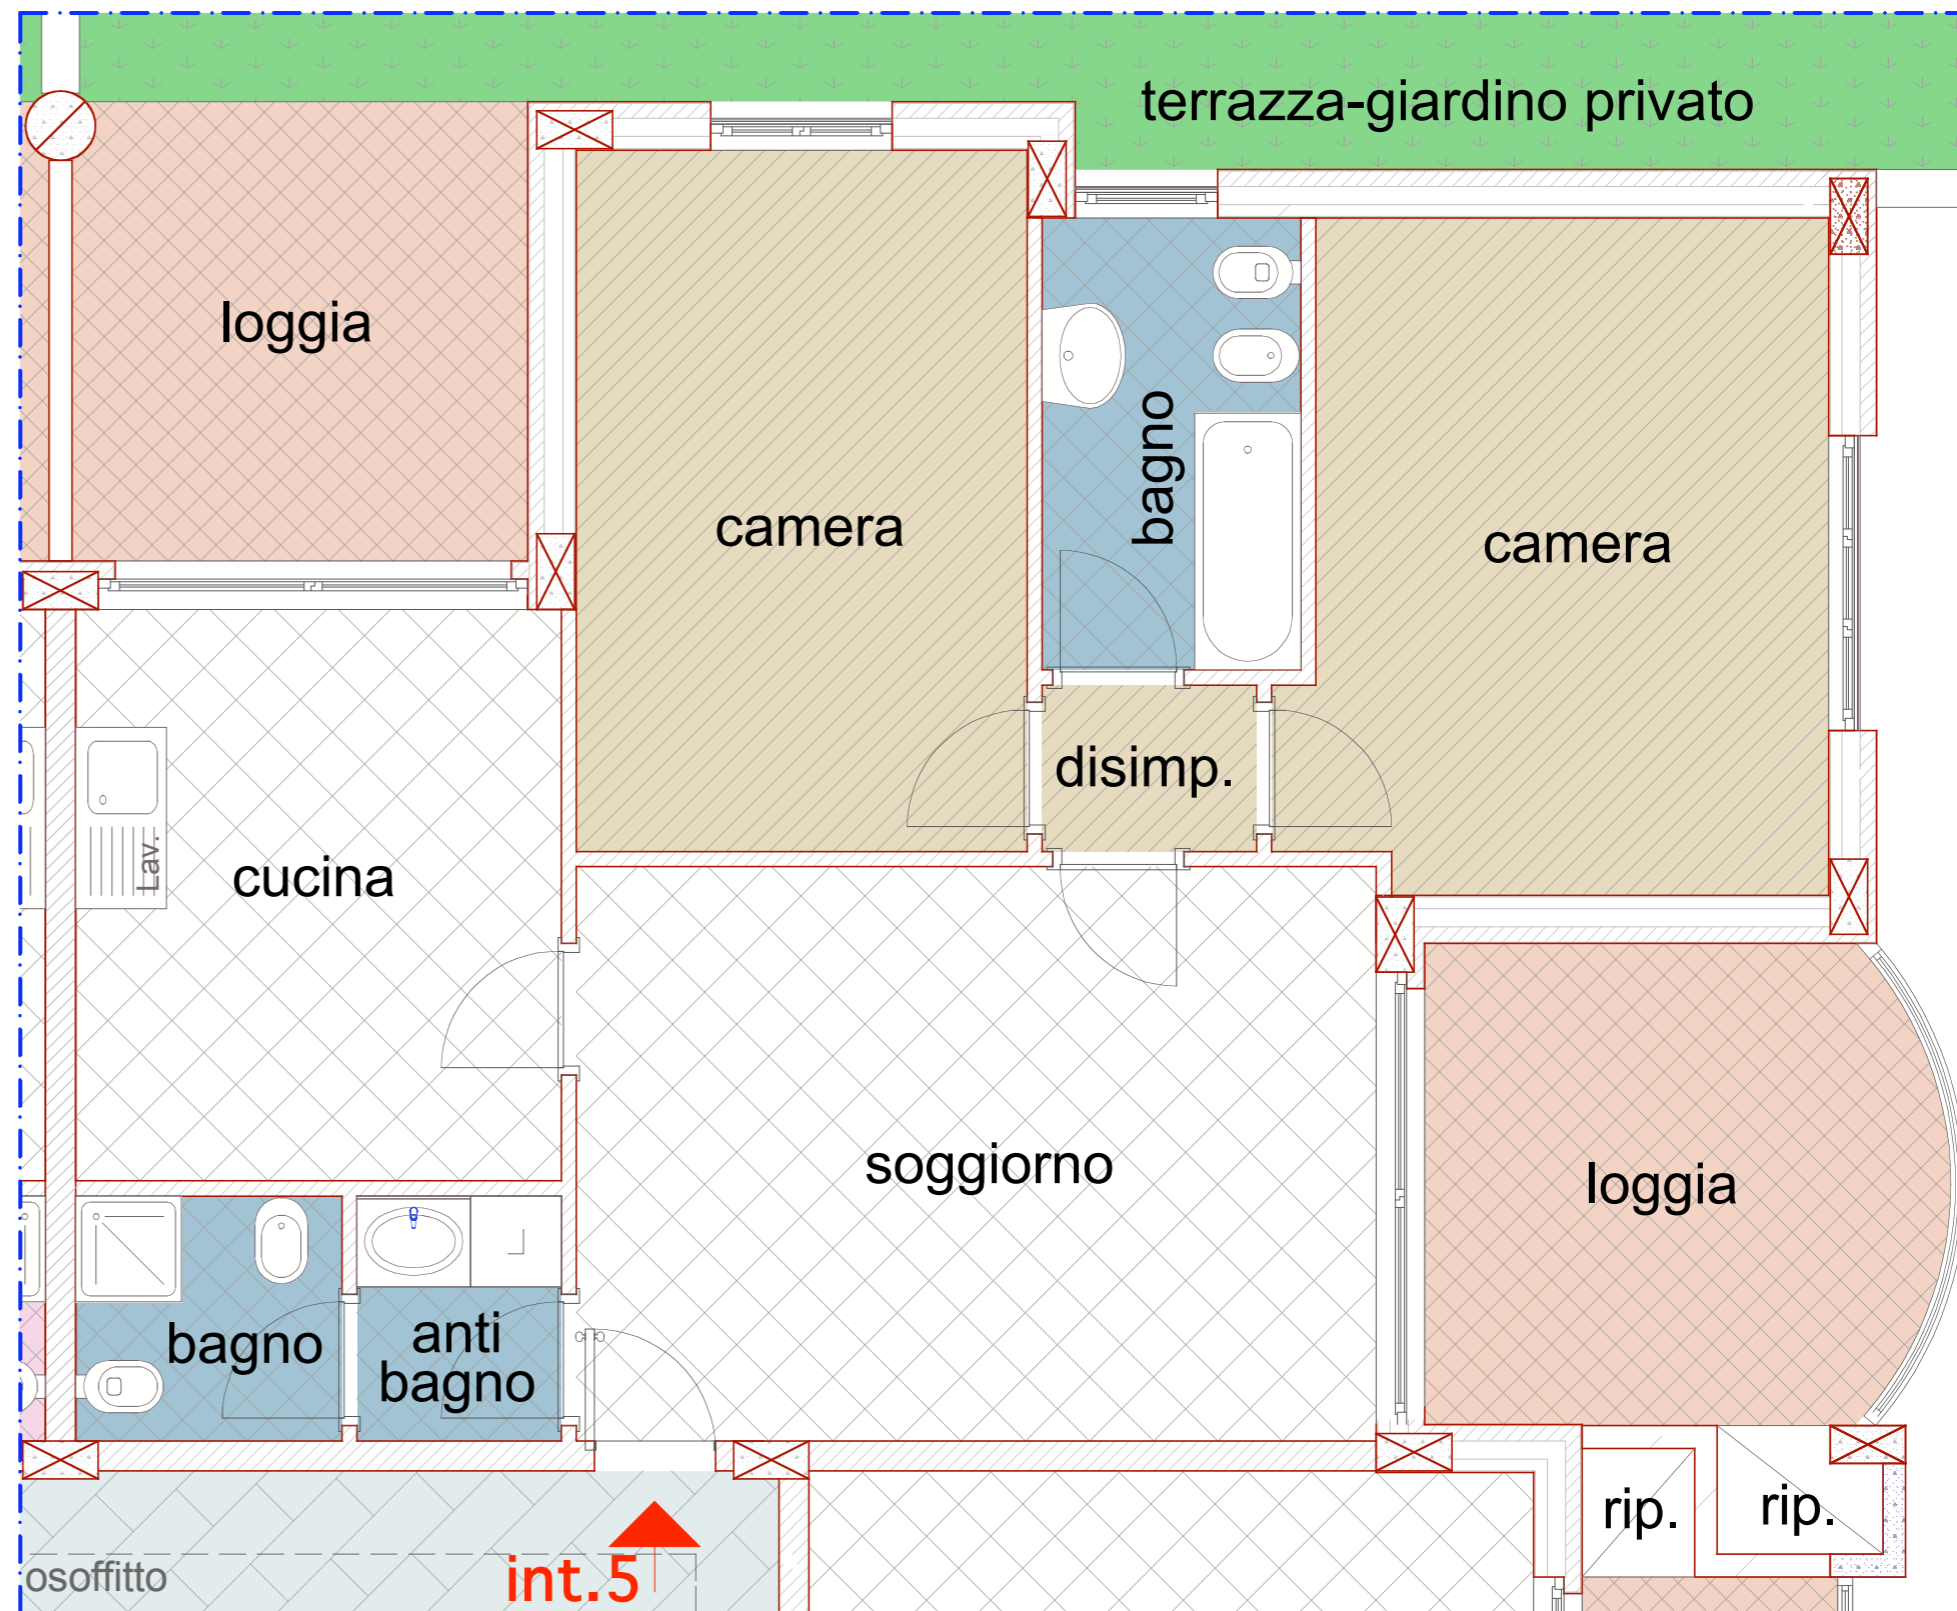 terrazza-giardino privato
loggia
camera
bagno
camera
disimp.
Lav.
cucina
soggiorno
loggia
bagno
anti
bagno
rip.
rip.
int.5
osoffitto